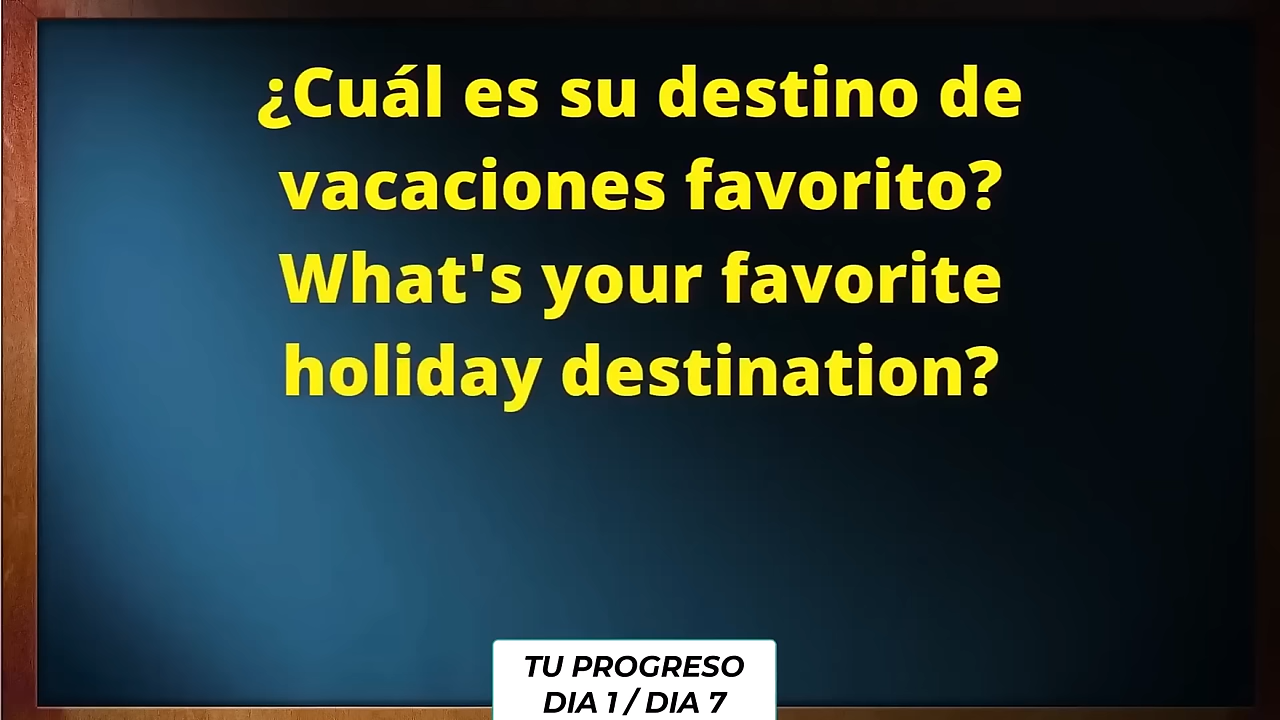 ¿Cuál es su destino de
vacaciones favorito?
What's your favorite
holiday destination?
TU PROGRESO
DIA 1 / DIA 7